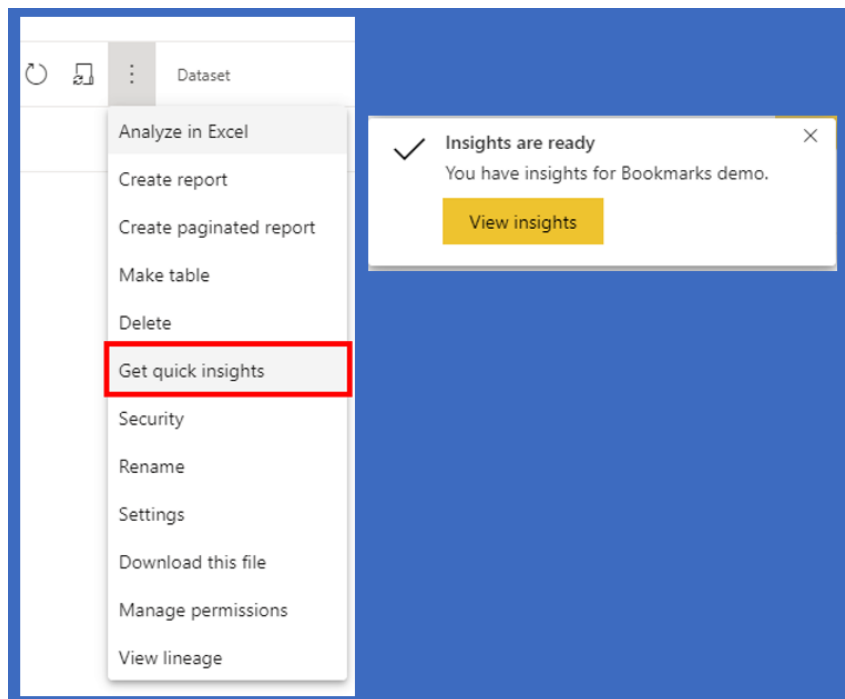 Dataset
Analyze in Excel
Create report
Create paginated report
Make table
Delete
Get quick insights
Security
Rename
Settings
Download this file
Manage permissions
View lineage
Insights are ready
You have insights for Bookmarks demo.
View insights